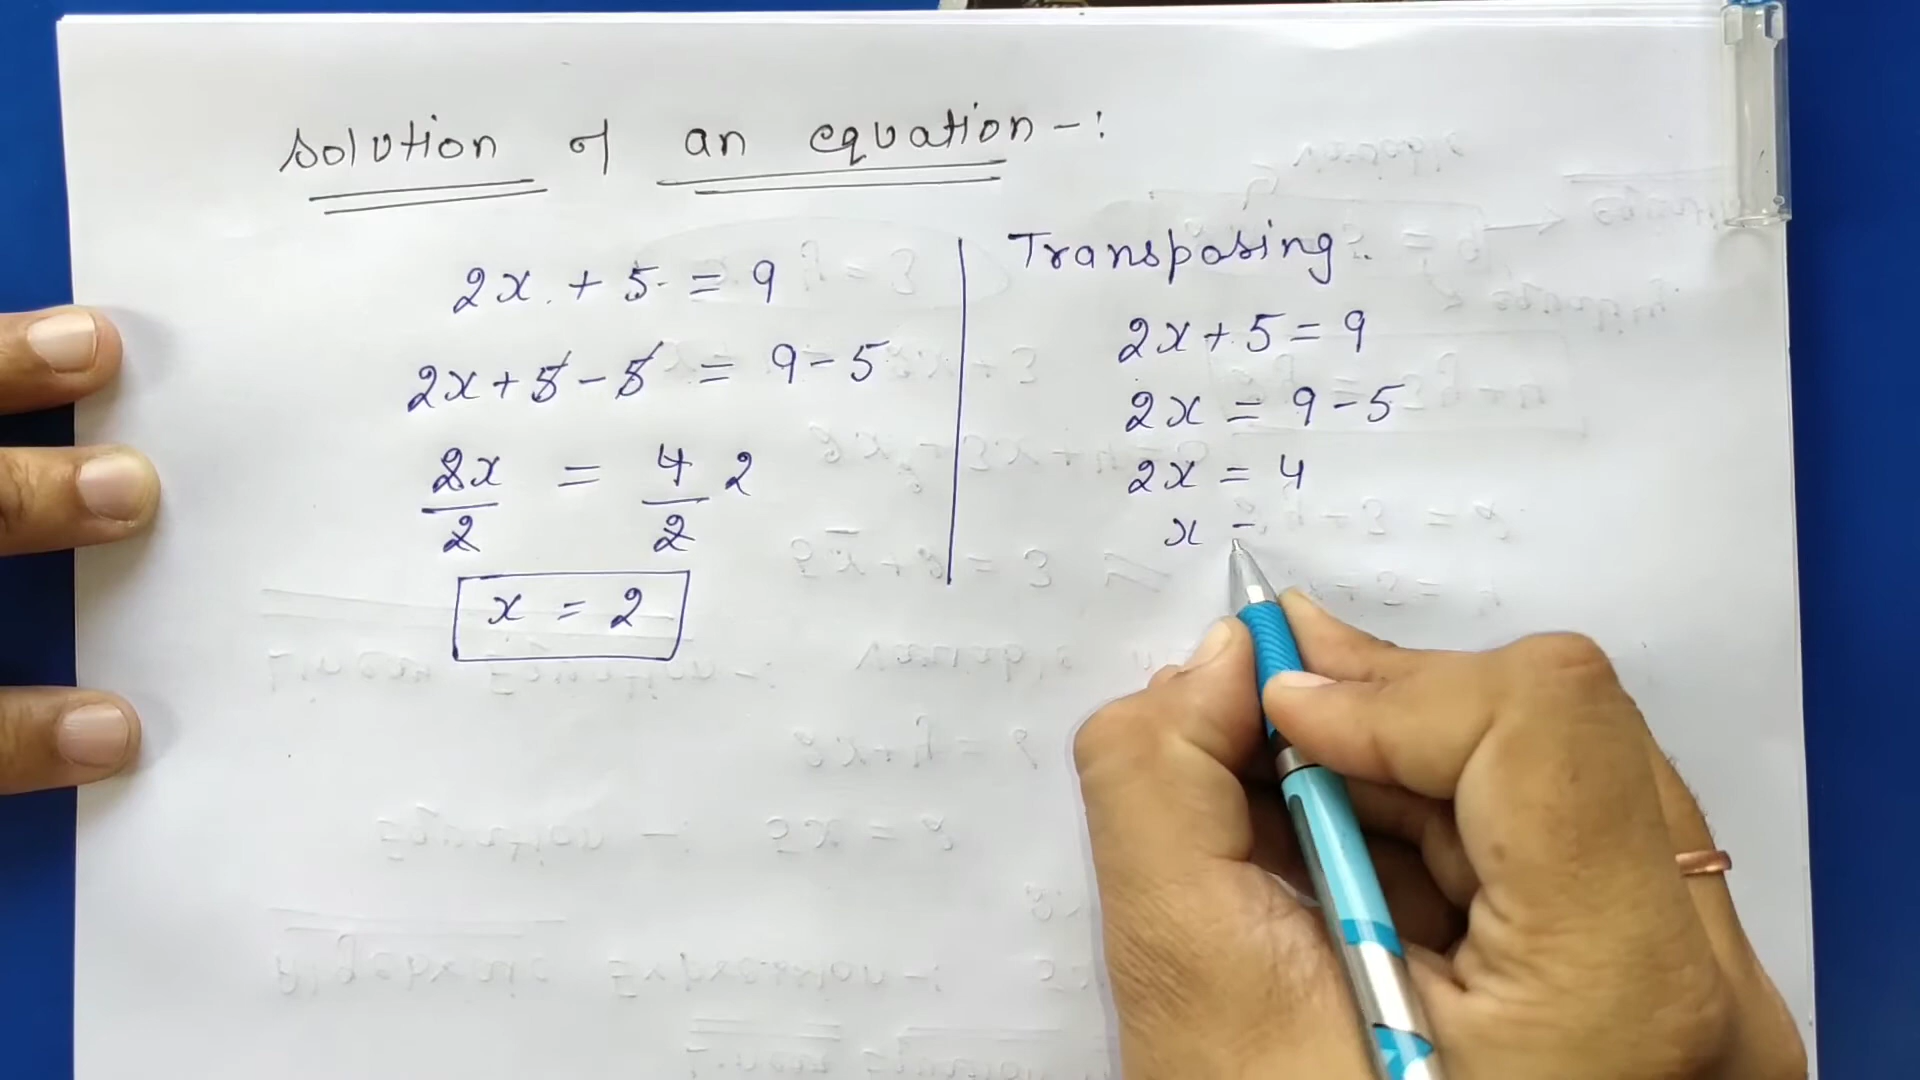 solution of an equation -:
2x + 5 = 9
2x + 5 - 5 = 9 - 5
2x/2 = 4/2 2
x = 2
Transposing
2x + 5 = 9
2x = 9 - 5
2x = 4
x -